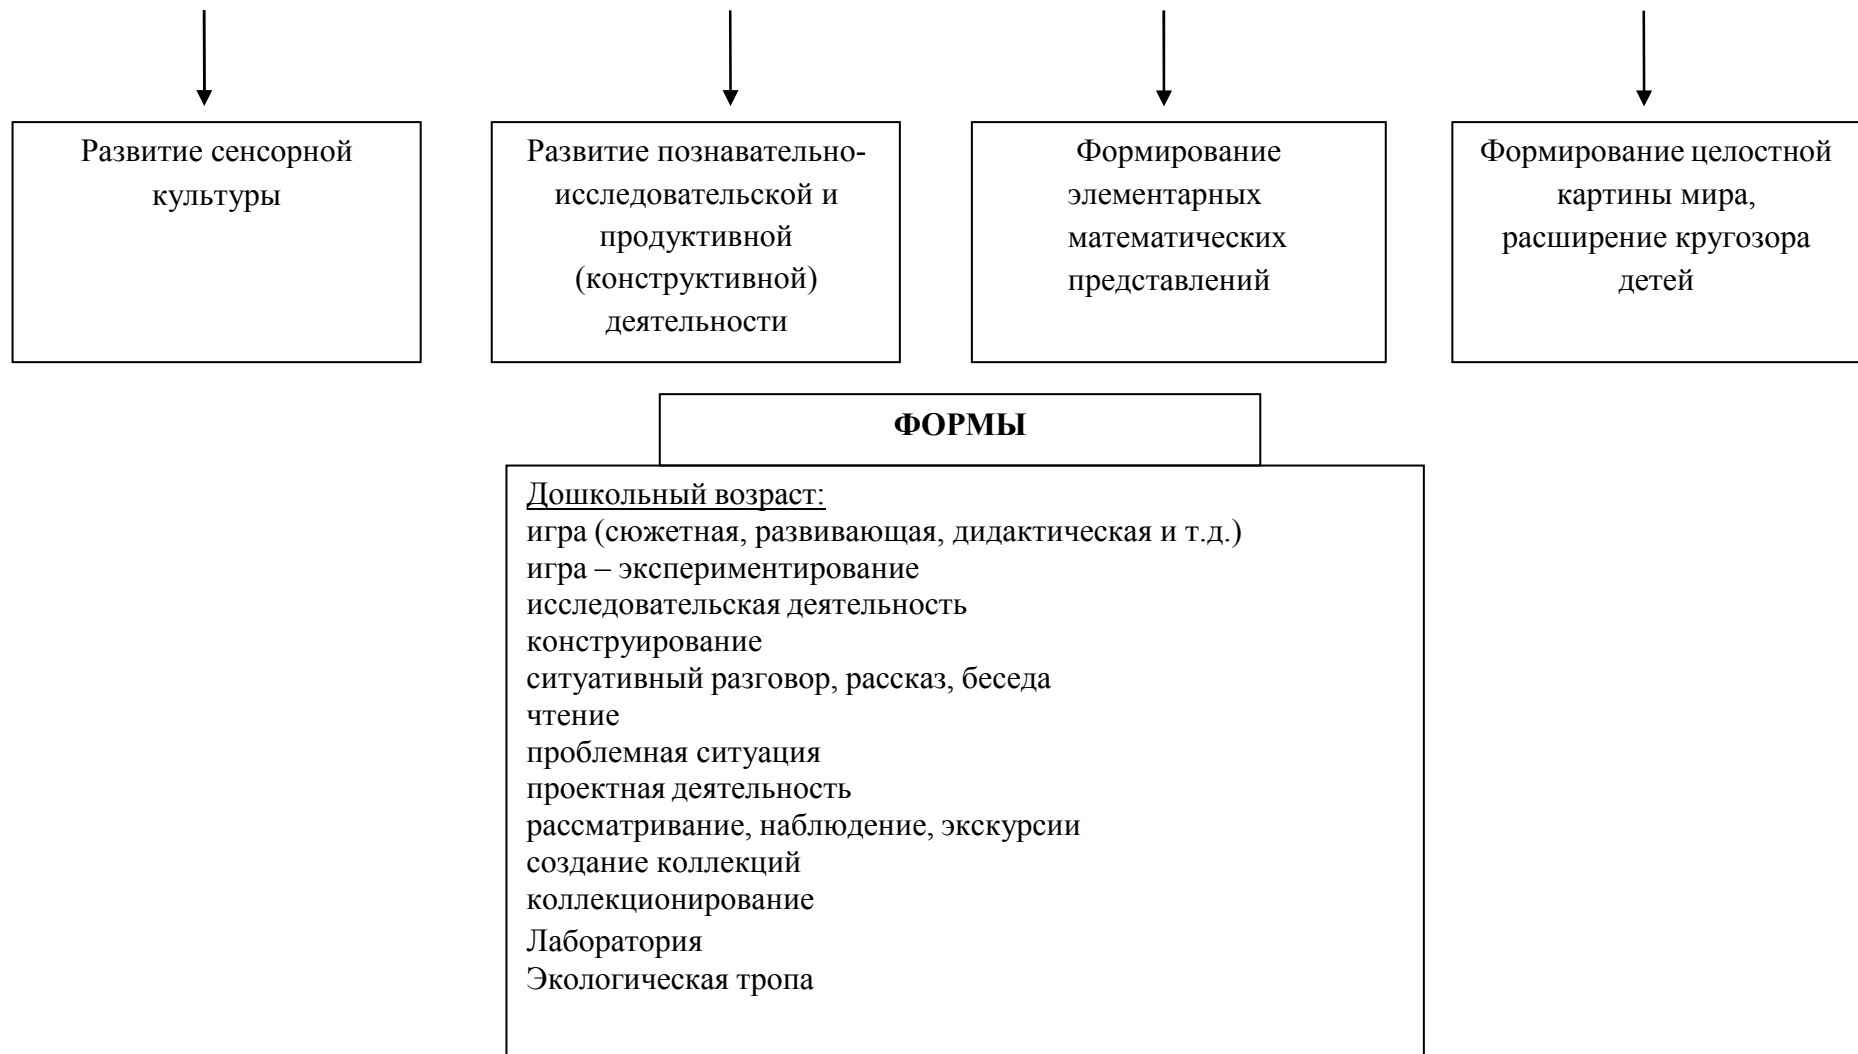 Развитие сенсорной
культуры
Развитие познавательно-
исследовательской и
продуктивной
(конструктивной)
деятельности
Формирование
элементарных
математических
представлений
Формирование целостной
картины мира,
расширение кругозора
детей
ФОРМЫ
Дошкольный возраст:
игра (сюжетная, развивающая, дидактическая и т.д.)
игра – экспериментирование
исследовательская деятельность
конструирование
ситуативный разговор, рассказ, беседа
чтение
проблемная ситуация
проектная деятельность
рассматривание, наблюдение, экскурсии
создание коллекций
коллекционирование
Лаборатория
Экологическая тропа